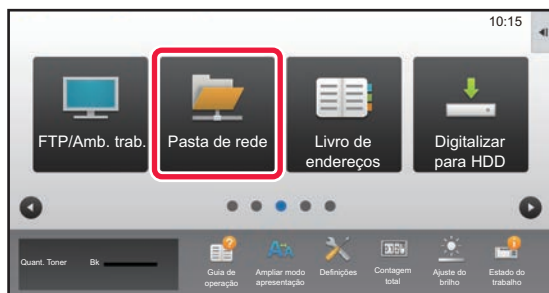 10:15
FTP/Amb. trab.
Pasta de rede
Livro de
endereços
Digitalizar
para HDD
Quant. Toner Bk
Guia de
operação
Ampliar modo
apresentação
Definições
Contagem
total
Ajuste do
brilho
Estado do
trabalho